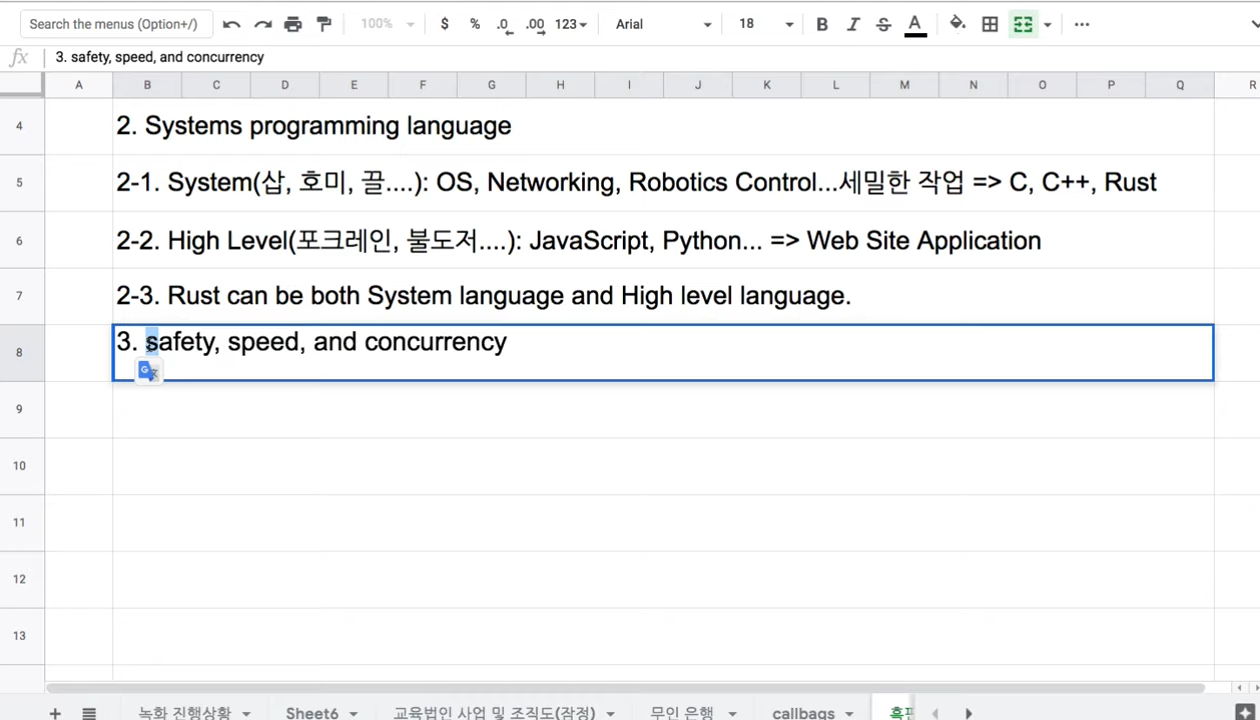 Search the menus (Option+/) 100% $ % .0 .00 123 Arial 18 B I S A
fx 3. safety, speed, and concurrency
A B C D E F G H I J K L M N O P Q R
4 2. Systems programming language
5 2-1. System(삽, 호미, 끌....): OS, Networking, Robotics Control...세밀한 작업 => C, C++, Rust
6 2-2. High Level(포크레인, 불도저....): JavaScript, Python... => Web Site Application
7 2-3. Rust can be both System language and High level language.
8 3. safety, speed, and concurrency
9
10
11
12
13
녹화 진행상황 Sheet6 교육법인 사업 및 조직도(잠정) 무인 은행 callbags